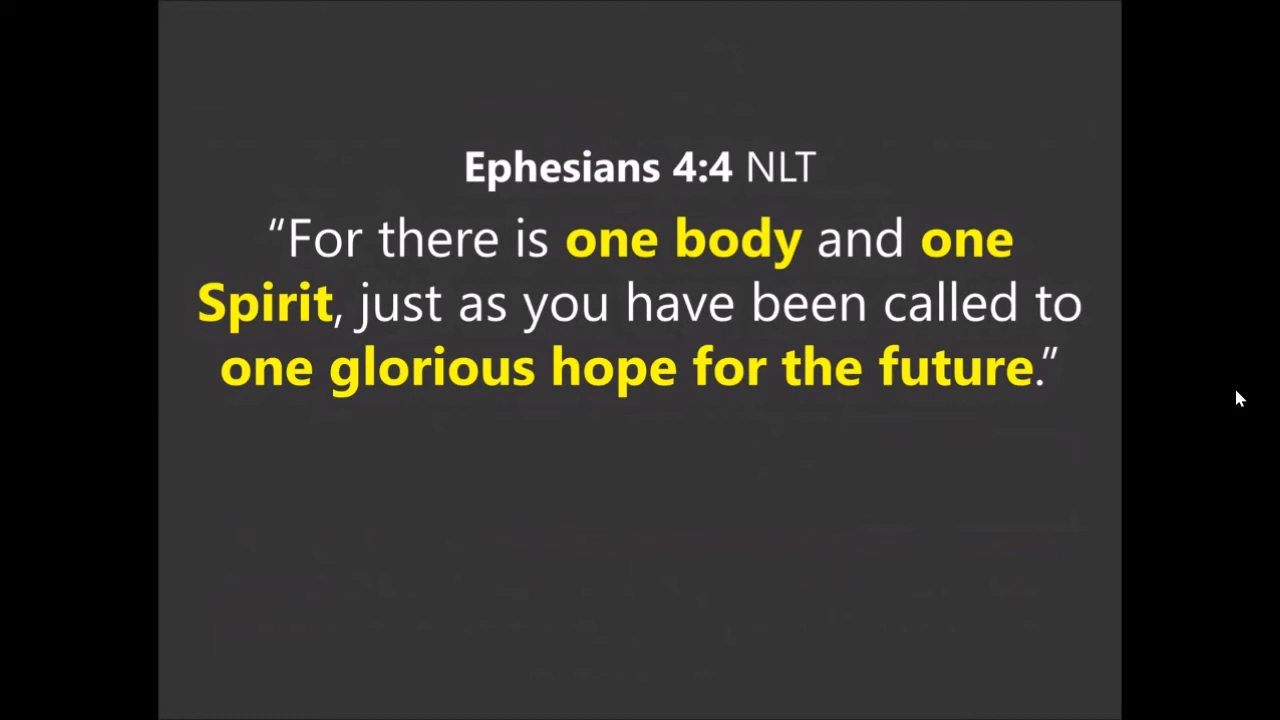 Ephesians 4:4 NLT
“For there is one body and one
Spirit, just as you have been called to
one glorious hope for the future.”